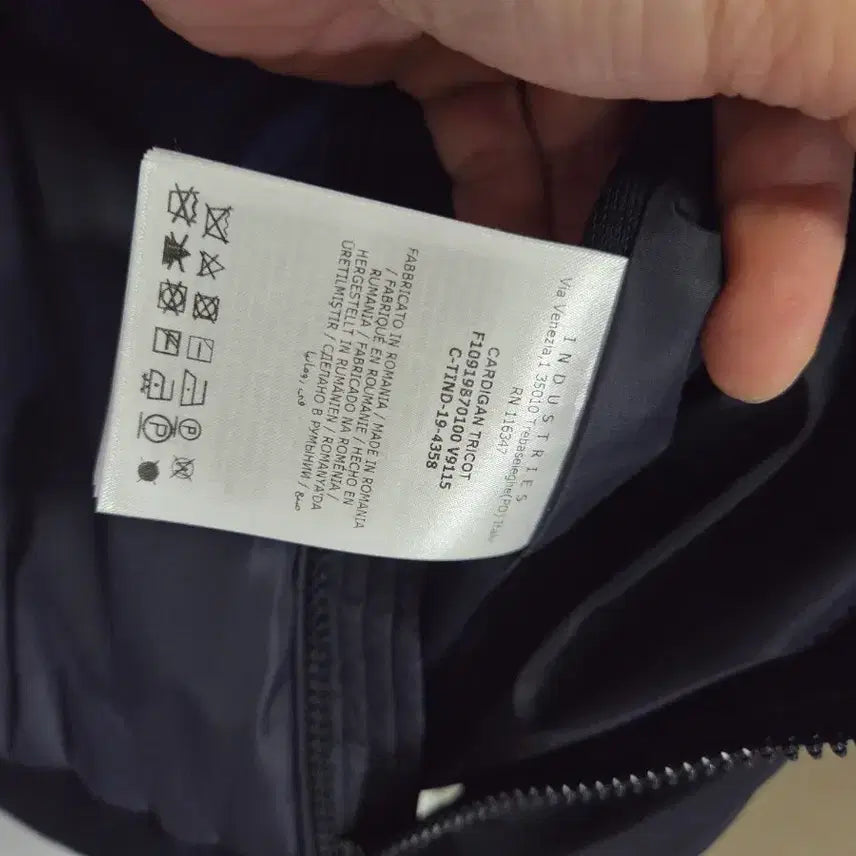 INDUSTRIES
Via Venezia,1 35010 Trebaseleghe(PD) Italy
RN 116347
CARDIGAN TRICOT
F10919B70100 V9115
C-TIND-19-4358
FABBRICATO IN ROMANIA / MADE IN ROMANIA
/ FABRIQUÉ EN ROUMANIE / HECHO EN
RUMANIA / FABRICADO NA ROMÉNIA /
HERGESTELLT IN RUMÄNIEN / ROMANYA'DA
ÜRETILMIŞTIR / СДЕЛАНО В РУМЫНИИ /